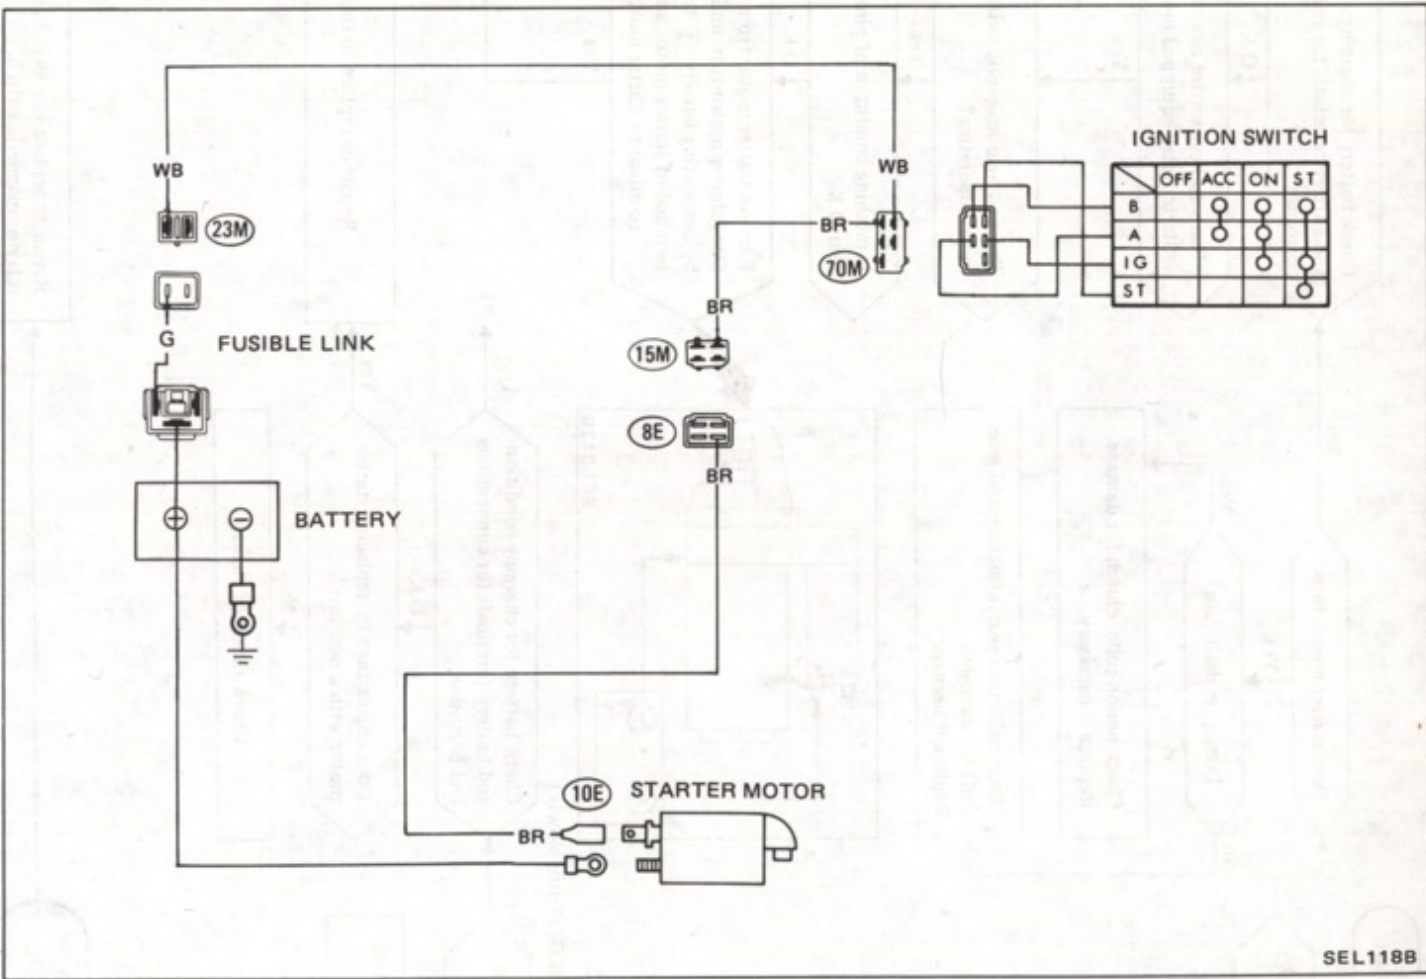 IGNITION SWITCH
OFF ACC ON ST
B
A
IG
ST
WB
WB
23M
BR
70M
BR
G
FUSIBLE LINK
15M
8E
BR
BATTERY
10E
STARTER MOTOR
BR
SEL118B